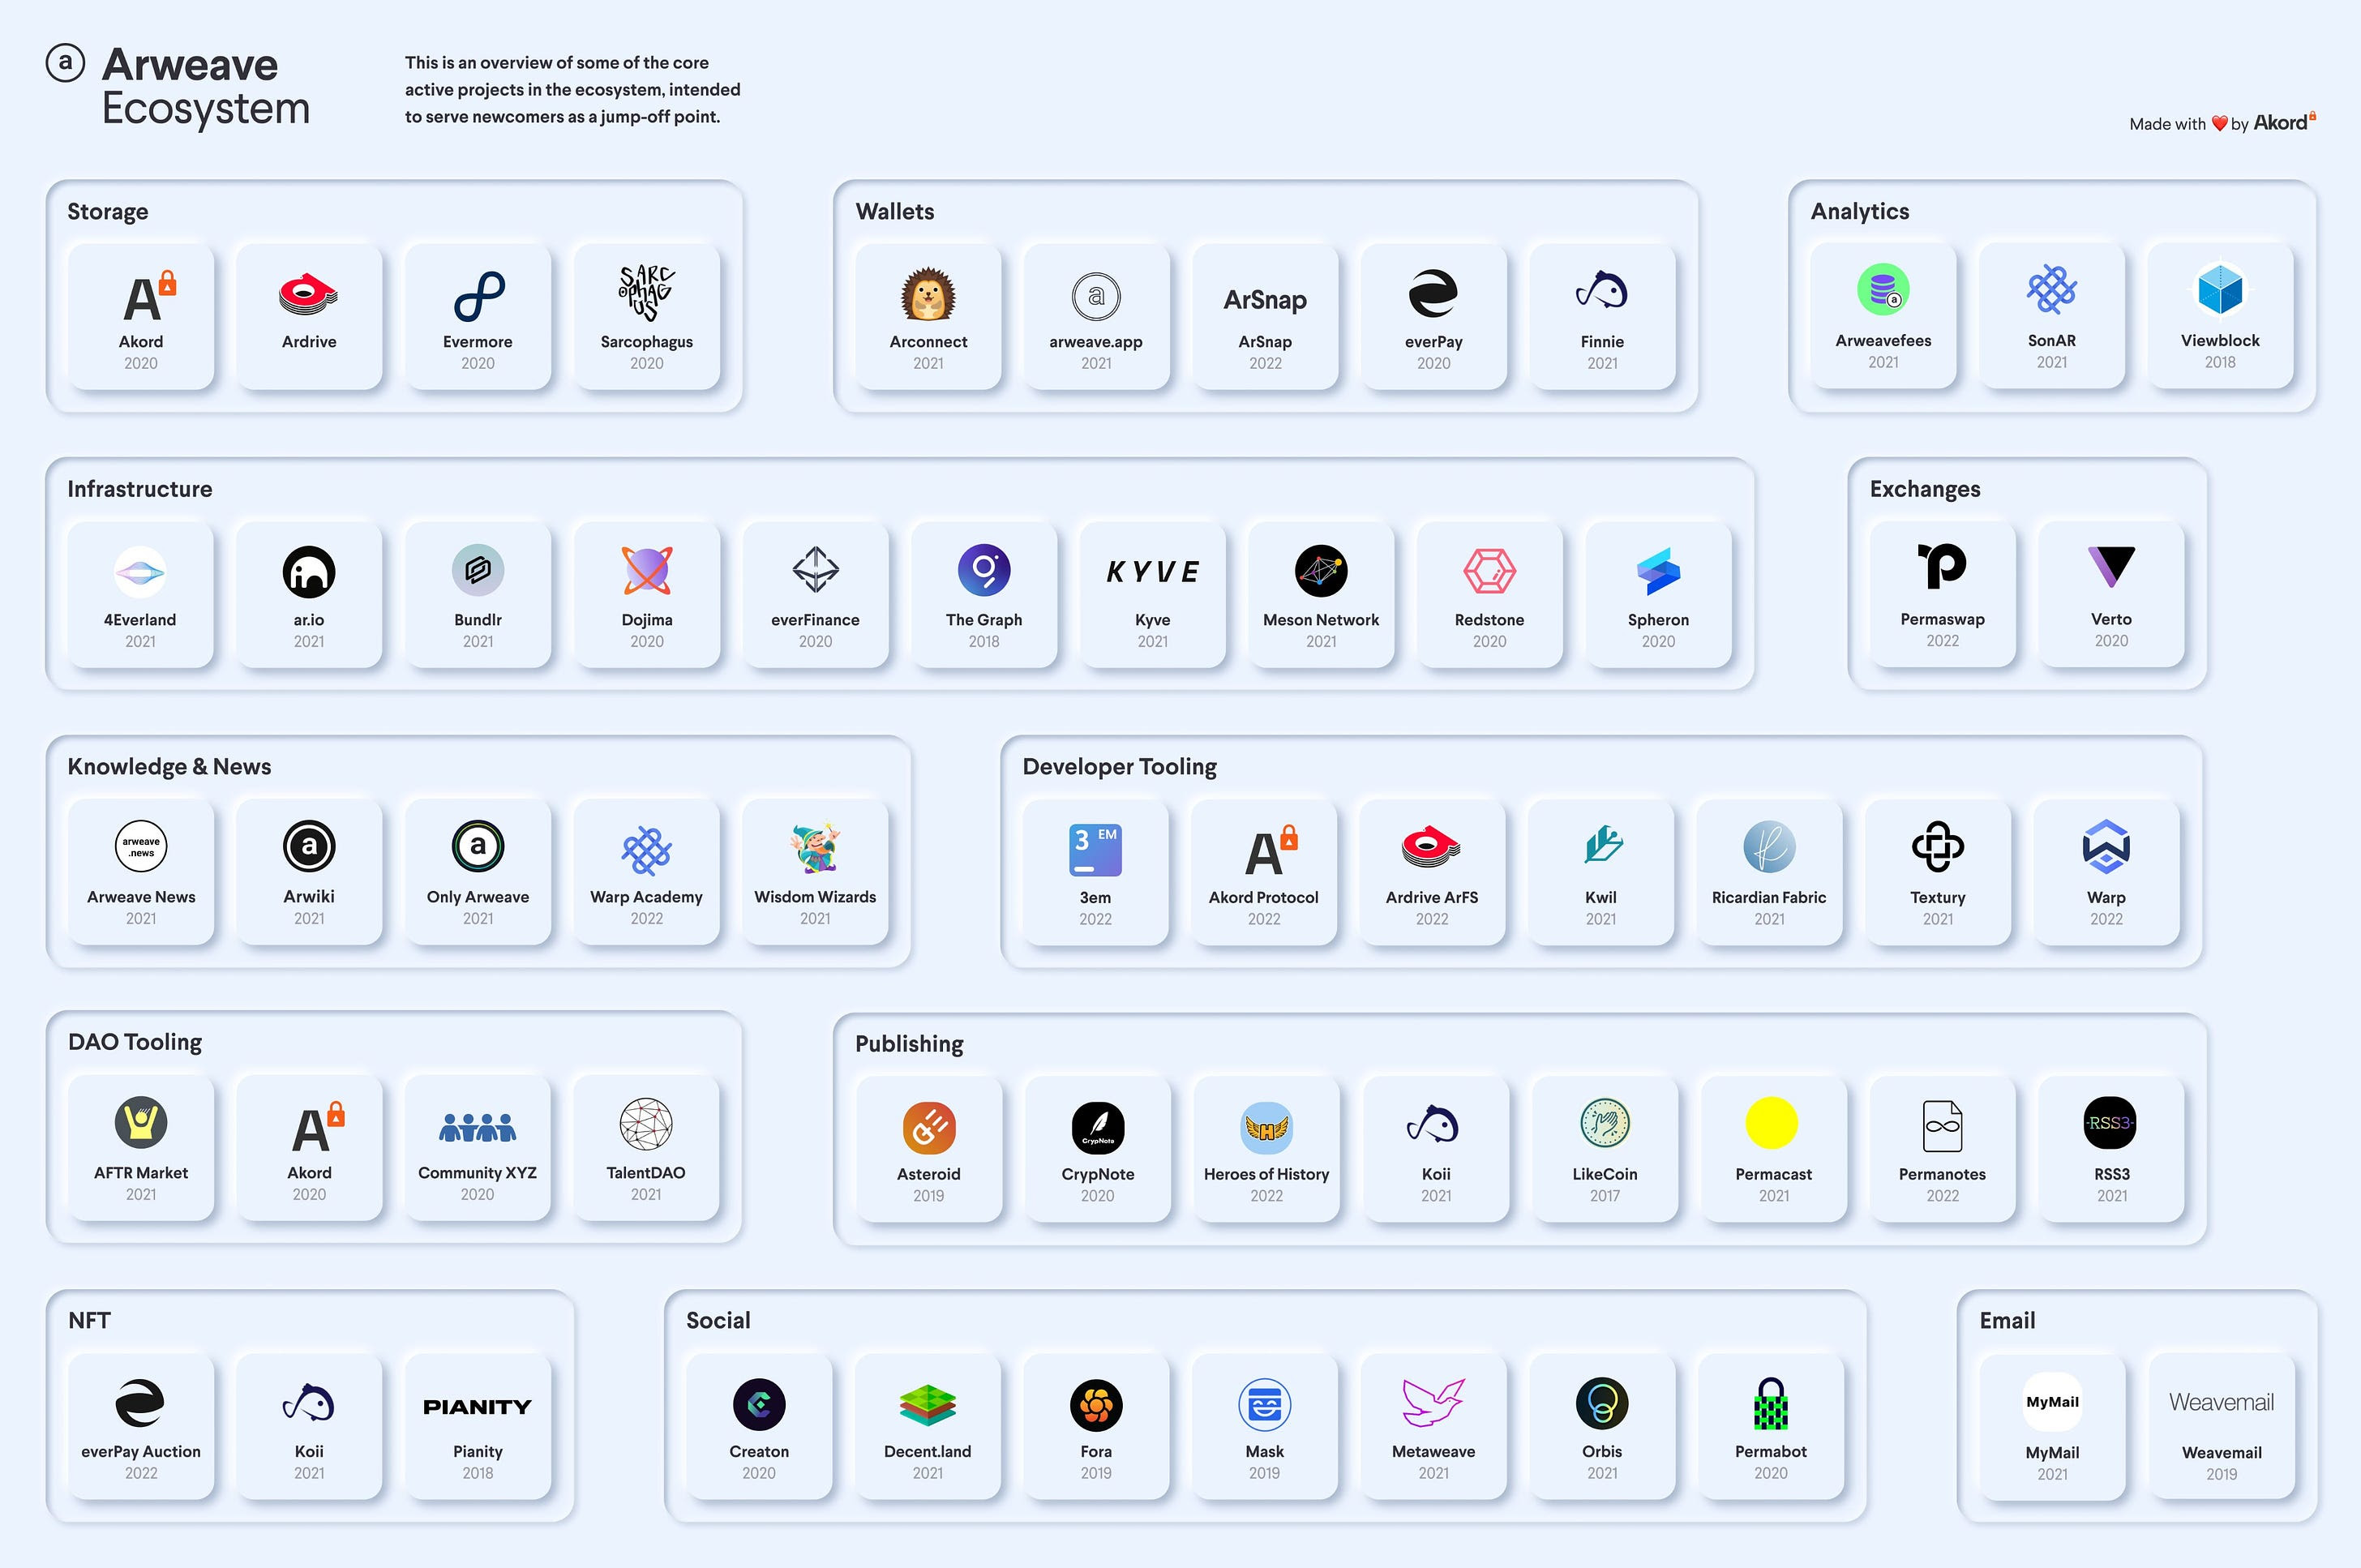 a Arweave
Ecosystem
This is an overview of some of the core
active projects in the ecosystem, intended
to serve newcomers as a jump-off point.
Made with ❤️ by Akord
Storage
A
Akord
2020
Ardrive
Evermore
2020
SARCOPHAGUS
Sarcophagus
2020
Wallets
Arconnect
2021
a
arweave.app
2021
ArSnap
ArSnap
2022
everPay
2020
Finnie
2021
Analytics
a
Arweavefees
2021
SonAR
2021
Viewblock
2018
Infrastructure
4Everland
2021
ar.io
2021
Bundlr
2021
Dojima
2020
everFinance
2020
The Graph
2018
KYVE
Kyve
2021
Meson Network
2021
Redstone
2020
Spheron
2020
Exchanges
Permaswap
2022
Verto
2020
Knowledge & News
arweave
.news
Arweave News
2021
a
Arwiki
2021
a
Only Arweave
2021
Warp Academy
2022
Wisdom Wizards
2021
Developer Tooling
3 EM
3em
2022
A
Akord Protocol
2022
Ardrive ArFS
2022
Kwil
2021
R
Ricardian Fabric
2021
Textury
2021
Warp
2022
DAO Tooling
AFTR Market
2021
A
Akord
2020
Community XYZ
2020
TalentDAO
2021
Publishing
Asteroid
2019
CrypNote
CrypNote
2020
H
Heroes of History
2022
Koii
2021
LikeCoin
2017
Permacast
2021
Permanotes
2022
RSS3
RSS3
2021
NFT
everPay Auction
2022
Koii
2021
PIANITY
Pianity
2018
Social
Creaton
2020
Decent.land
2021
Fora
2019
Mask
2019
Metaweave
2021
Orbis
2021
Permabot
2020
Email
MyMail
MyMail
2021
Weavemail
Weavemail
2019